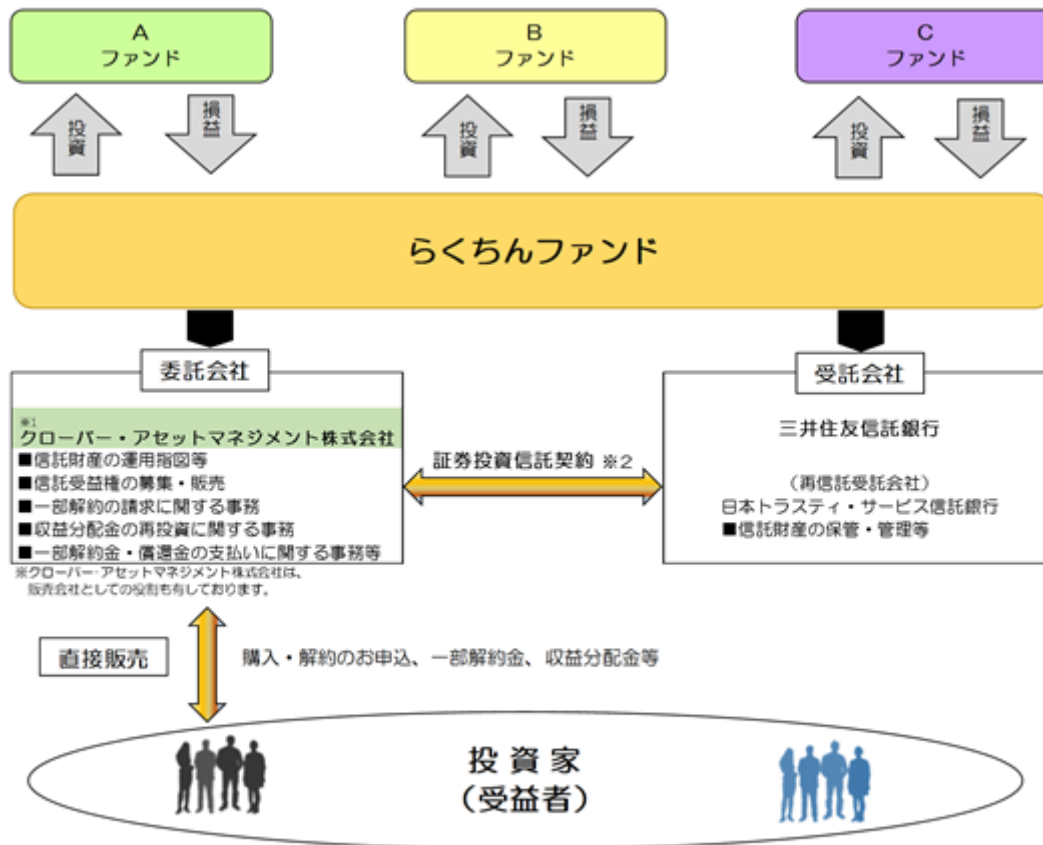 A
ファンド
B
ファンド
C
ファンド
投資
損益
投資
損益
投資
損益
らくちんファンド
委託会社
受託会社
※1
クローバー・アセットマネジメント株式会社
■信託財産の運用指図等
■信託受益権の募集・販売
■一部解約の請求に関する事務
■収益分配金の再投資に関する事務
■一部解約金・償還金の支払いに関する事務等
※クローバー・アセットマネジメント株式会社は、
販売会社としての役割も有しております。
証券投資信託契約 ※2
三井住友信託銀行
（再信託受託会社）
日本トラスティ・サービス信託銀行
■信託財産の保管・管理等
直接販売
購入・解約のお申込、一部解約金、収益分配金等
投資家
（受益者）